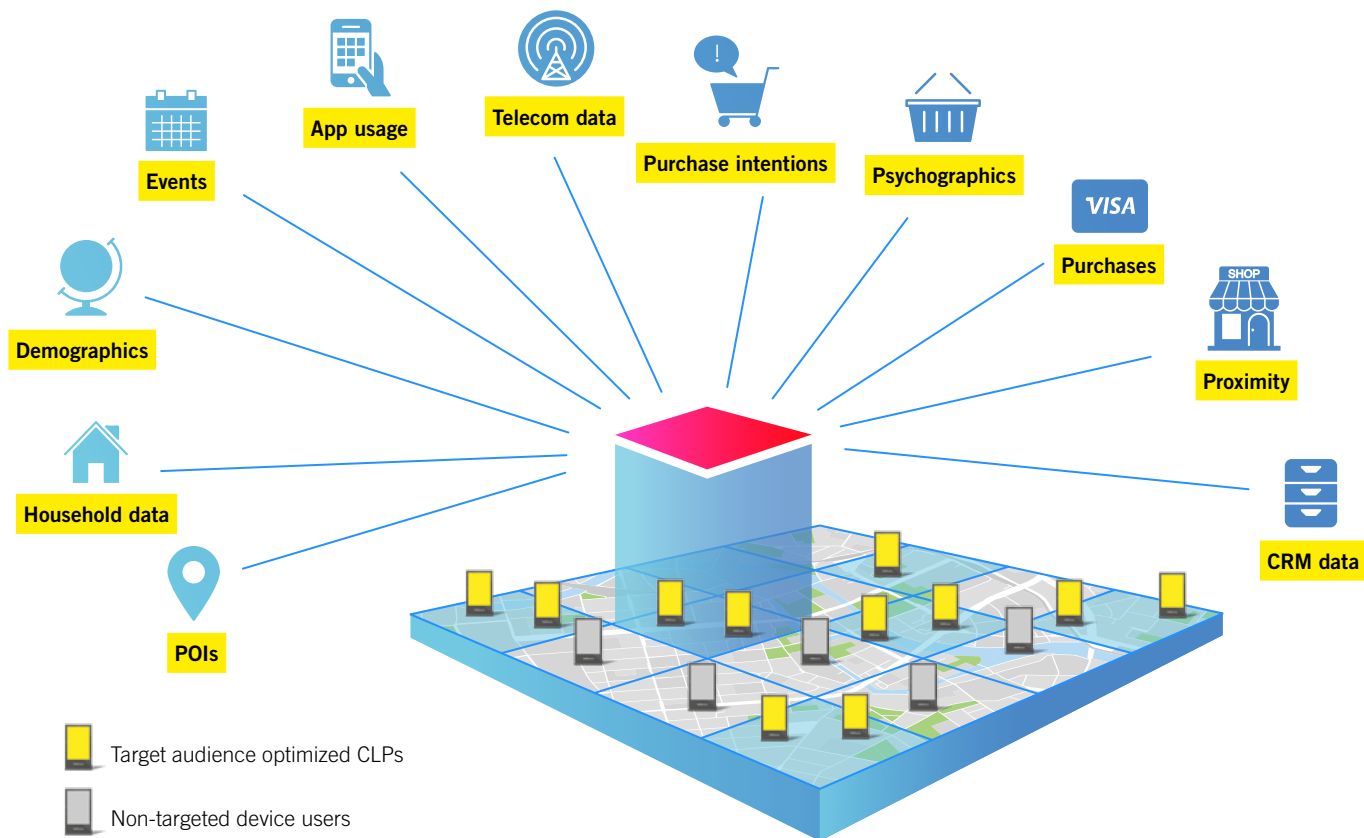 Telecom data
App usage
Purchase intentions
Psychographics
Events
VISA
Purchases
SHOP
Demographics
Proximity
Household data
CRM data
POIs
Target audience optimized CLPs
Non-targeted device users